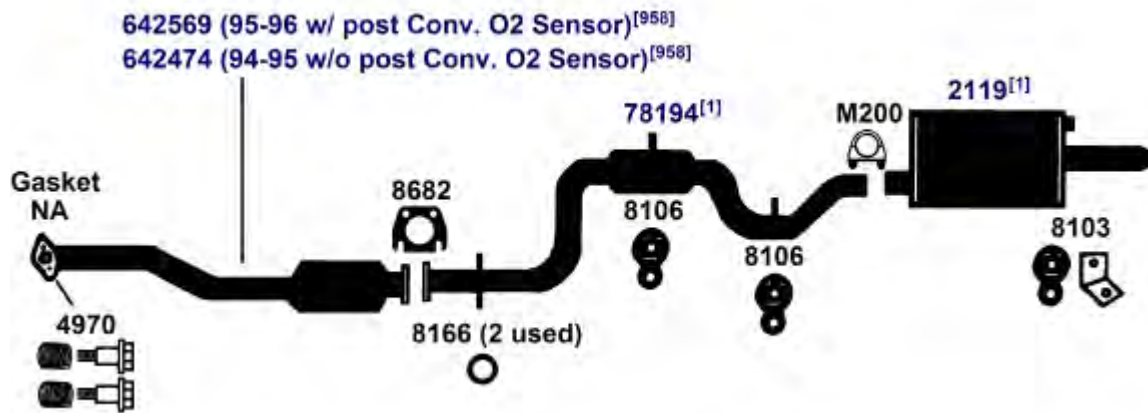 642569 (95-96 w/ post Conv. O2 Sensor)[958]
642474 (94-95 w/o post Conv. O2 Sensor)[958]
78194[1]
M200
2119[1]
Gasket
NA
8682
8106
8106
8103
4970
8166 (2 used)